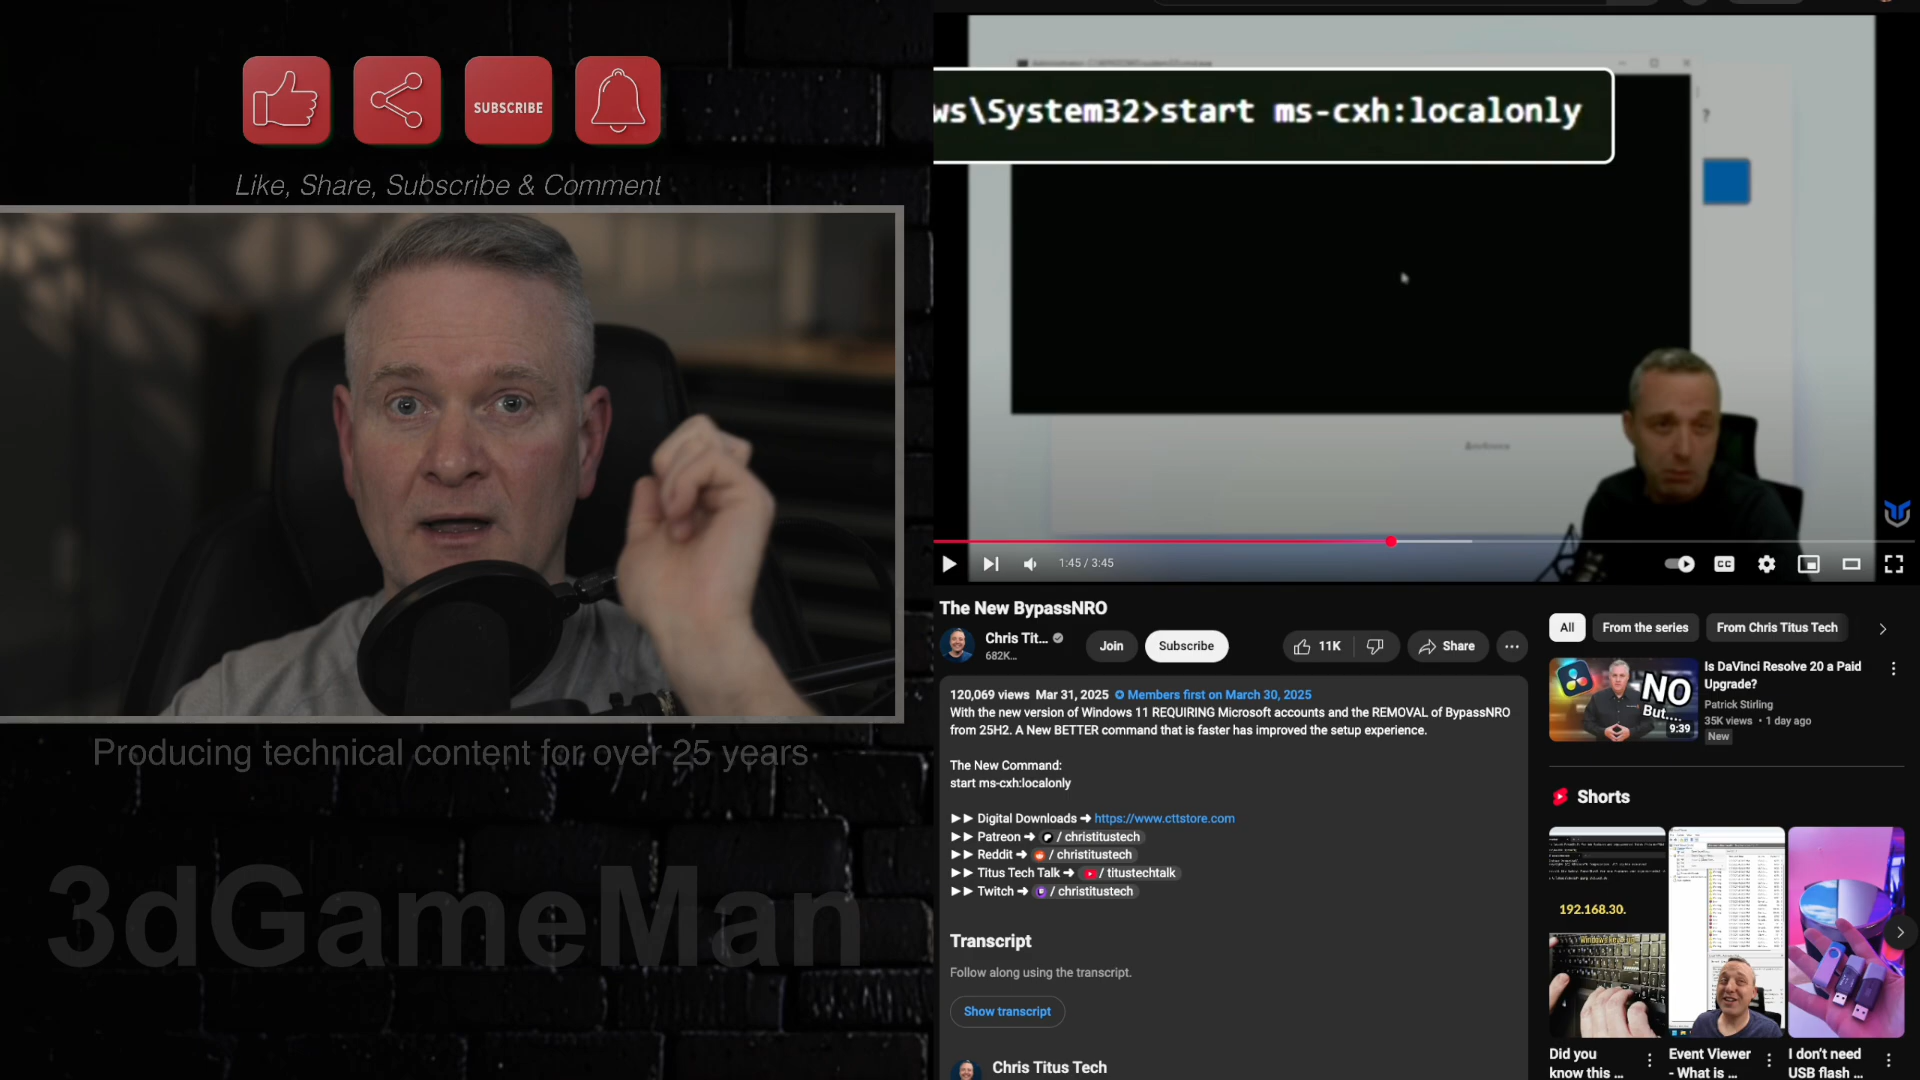 SUBSCRIBE
Like, Share, Subscribe & Comment
Producing technical content for over 25 years
3dGameMan
ws\System32>start ms-cxh:localonly
?
1:45 / 3:45
CC
The New BypassNRO
Chris Tit...
682K...
Join
Subscribe
11K
Share
120,069 views Mar 31, 2025 Members first on March 30, 2025
With the new version of Windows 11 REQUIRING Microsoft accounts and the REMOVAL of BypassNRO
from 25H2. A New BETTER command that is faster has improved the setup experience.
The New Command:
start ms-cxh:localonly
►► Digital Downloads ➜ https://www.cttstore.com
►► Patreon ➜ / christitustech
►► Reddit ➜ / christitustech
►► Titus Tech Talk ➜ / titustechtalk
►► Twitch ➜ / christitustech
Transcript
Follow along using the transcript.
Show transcript
Chris Titus Tech
All
From the series
From Chris Titus Tech
NO
But....
9:39
Is DaVinci Resolve 20 a Paid
Upgrade?
Patrick Stirling
35K views • 1 day ago
New
Shorts
192.168.30.
Did you
know this ...
Event Viewer
- What is ...
I don't need
USB flash ...